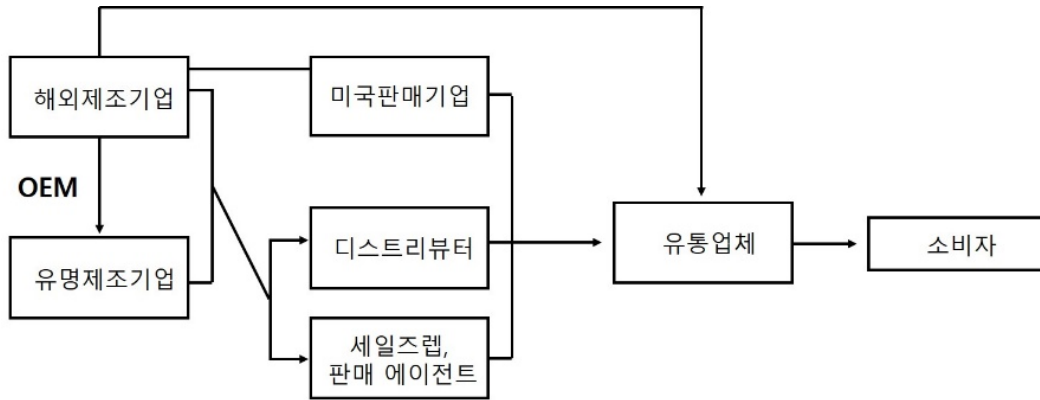 해외제조기업
미국판매기업
OEM
디스트리뷰터
유통업체
소비자
유명제조기업
세일즈렙,
판매 에이전트